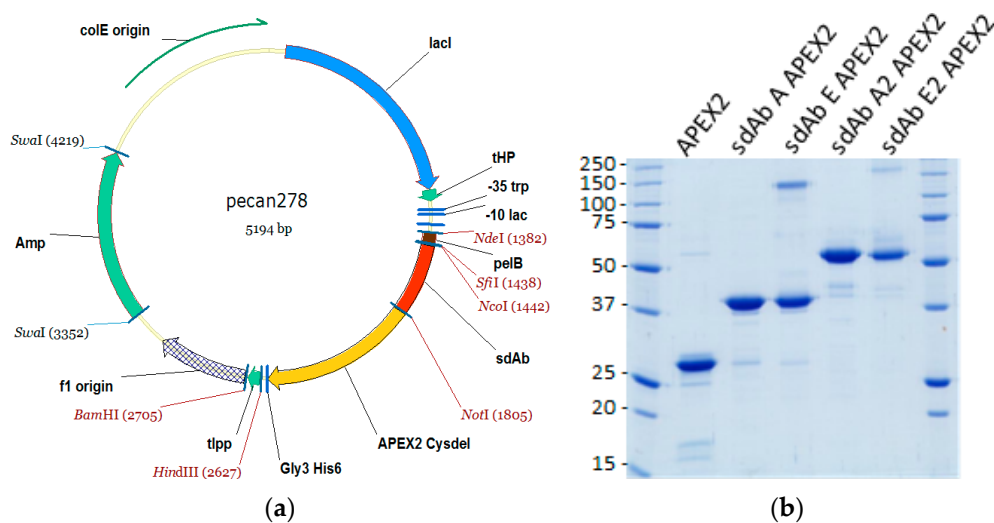 colE origin
lacI
SwaI (4219)
tHP
-35 trp
-10 lac
pecan278
5194 bp
NdeI (1382)
Amp
pelB
SfiI (1438)
NcoI (1442)
SwaI (3352)
sdAb
f1 origin
BamHI (2705)
NotI (1805)
tlpp
APEX2 Cysdel
HindIII (2627)
Gly3 His6
(a)
APEX2
sdAb A APEX2
sdAb E APEX2
sdAb A2 APEX2
sdAb E2 APEX2
250 -
150 -
100 -
75 -
50 -
37 -
25 -
20 -
15 -
(b)